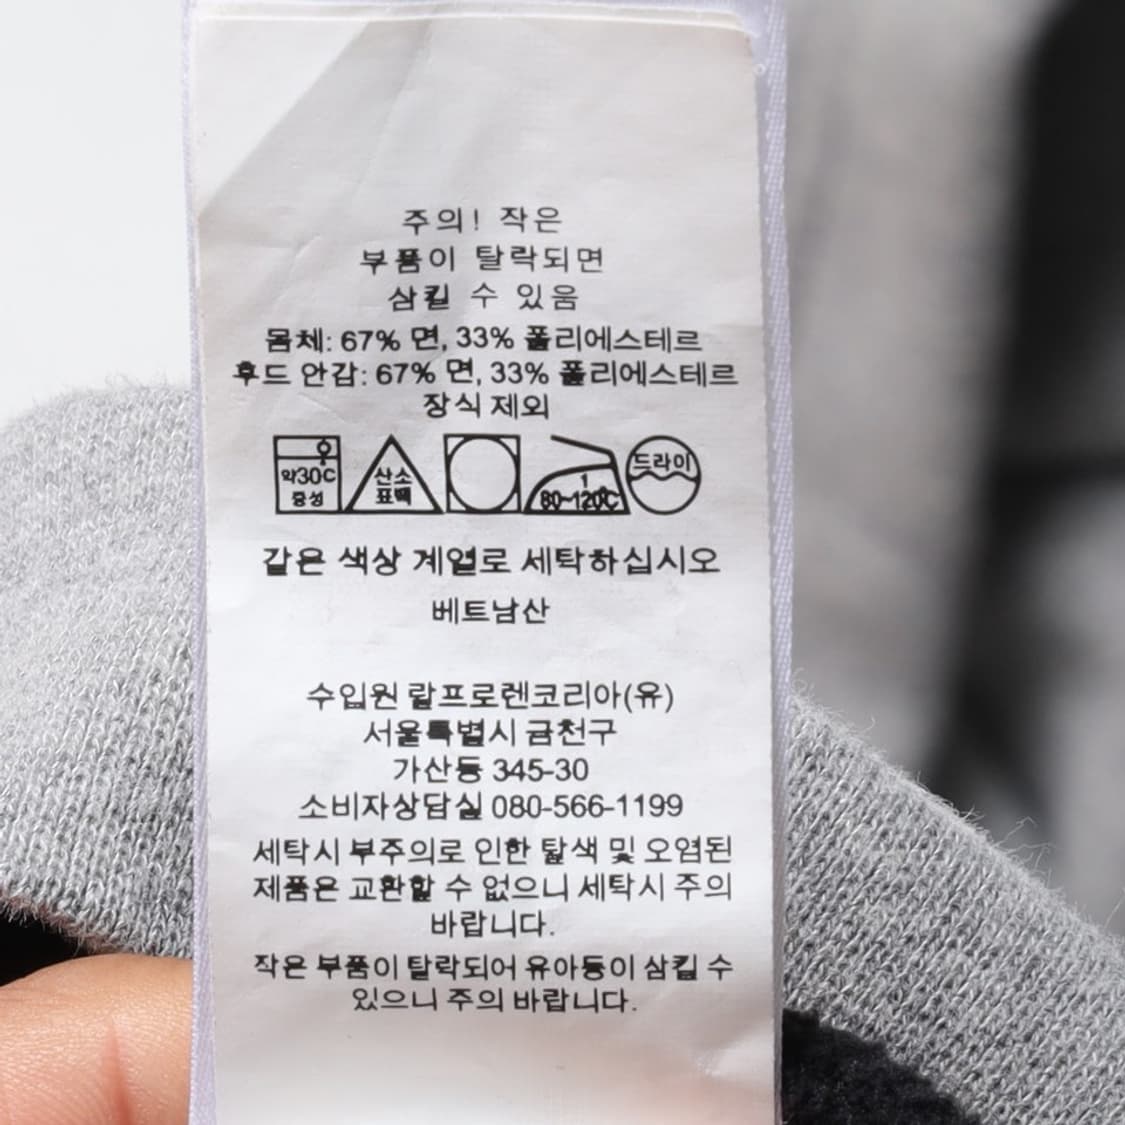 주의! 작은
부품이 탈락되면
삼킬 수 있음
몸체: 67% 면, 33% 폴리에스테르
후드 안감: 67% 면, 33% 폴리에스테르
장식 제외
약30C
중성
산소
표백
1
80~120℃
드라이
같은 색상 계열로 세탁하십시오
베트남산
수입원 랄프로렌코리아(유)
서울특별시 금천구
가산동 345-30
소비자상담실 080-566-1199
세탁시 부주의로 인한 탈색 및 오염된
제품은 교환할 수 없으니 세탁시 주의
바랍니다.
작은 부품이 탈락되어 유아등이 삼킬 수
있으니 주의 바랍니다.